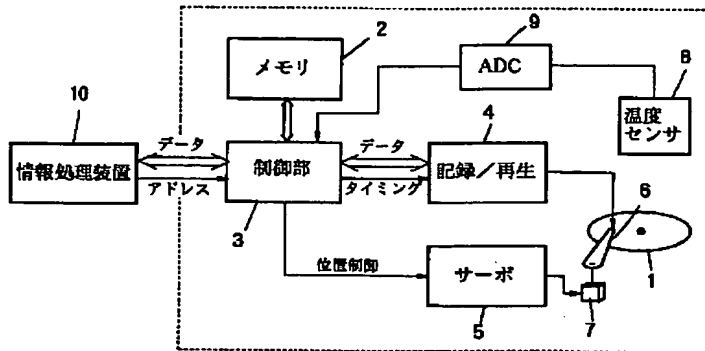 2
メモリ
9
ADC
8
温度
センサ
10
情報処理装置
データ
アドレス
制御部
3
データ
タイミング
4
記録/再生
6
1
位置制御
サーボ
5
7